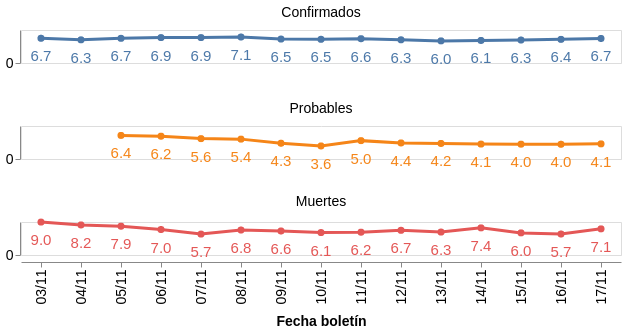 Confirmados
0
6.7 6.3 6.7 6.9 6.9 7.1 6.5 6.5 6.6 6.3 6.0 6.1 6.3 6.4 6.7
Probables
0
6.4 6.2 5.6 5.4 4.3 3.6 5.0 4.4 4.2 4.1 4.0 4.0 4.1
Muertes
0
9.0 8.2 7.9 7.0 5.7 6.8 6.6 6.1 6.2 6.7 6.3 7.4 6.0 5.7 7.1
03/11 04/11 05/11 06/11 07/11 08/11 09/11 10/11 11/11 12/11 13/11 14/11 15/11 16/11 17/11
Fecha boletín